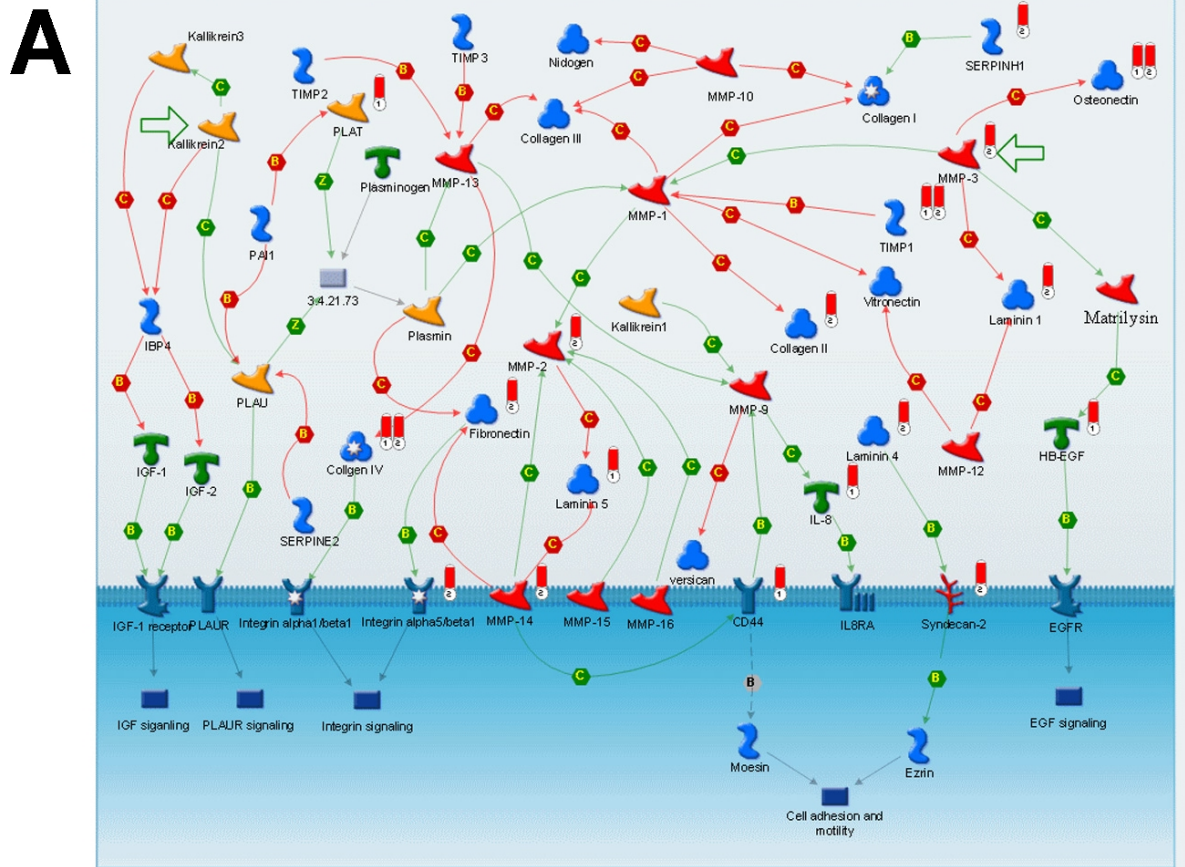 A
Kallikrein3
TIMP2
TIMP3
Nidogen
MMP-10
SERPINH1
Collagen I
Osteonectin
Kallikrein2
PLAT
Plasminogen
MMP-13
Collagen III
MMP-3
MMP-1
TIMP1
PAI1
3.4.21.73
Plasmin
Kallikrein1
Vitronectin
Collagen II
Laminin 1
Matrilysin
IBP4
PLAU
MMP-2
MMP-9
Fibronectin
IGF-1
IGF-2
Collgen IV
SERPINE2
Laminin 5
IL-8
Laminin 4
MMP-12
HB-EGF
versican
IGF-1 receptor
PLAUR
Integrin alpha1/beta1
Integrin alpha5/beta1
MMP-14
MMP-15
MMP-16
CD44
IL8RA
Syndecan-2
EGFR
IGF siganling
PLAUR signaling
Integrin signaling
EGF signaling
Moesin
Ezrin
Cell adhesion and
motility